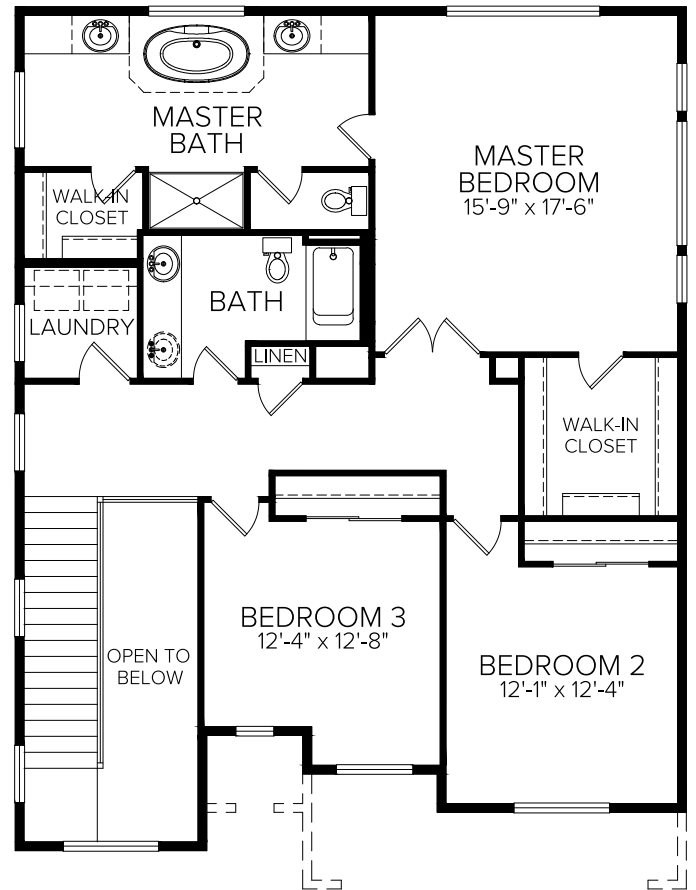 MASTER
BATH
MASTER
BEDROOM
15'-9" x 17'-6"
WALK-IN
CLOSET
BATH
LAUNDRY
LINEN
WALK-IN
CLOSET
BEDROOM 3
12'-4" x 12'-8"
OPEN TO
BELOW
BEDROOM 2
12'-1" x 12'-4"